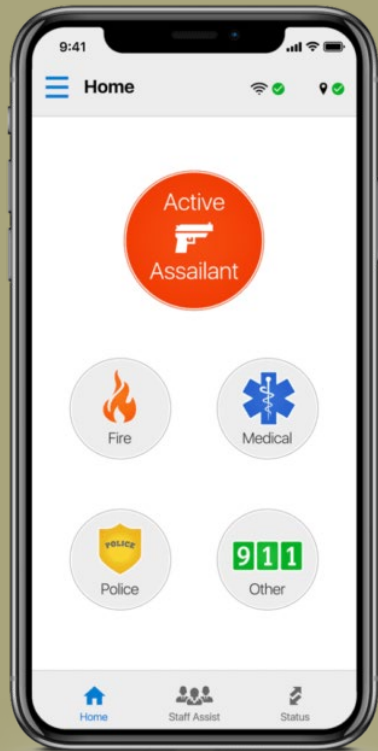 9:41
Home
Active
Assailant
Fire
Medical
POLICE
911
Police
Other
Home
Staff Assist
Status